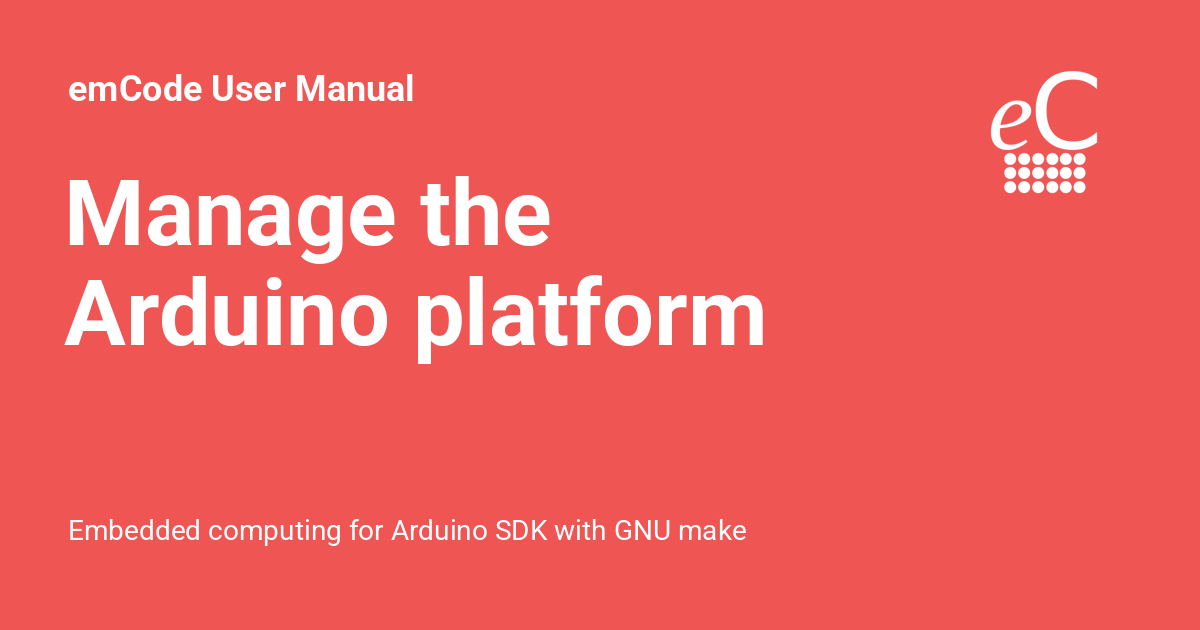 emCode User Manual
eC
Manage the
Arduino platform
Embedded computing for Arduino SDK with GNU make